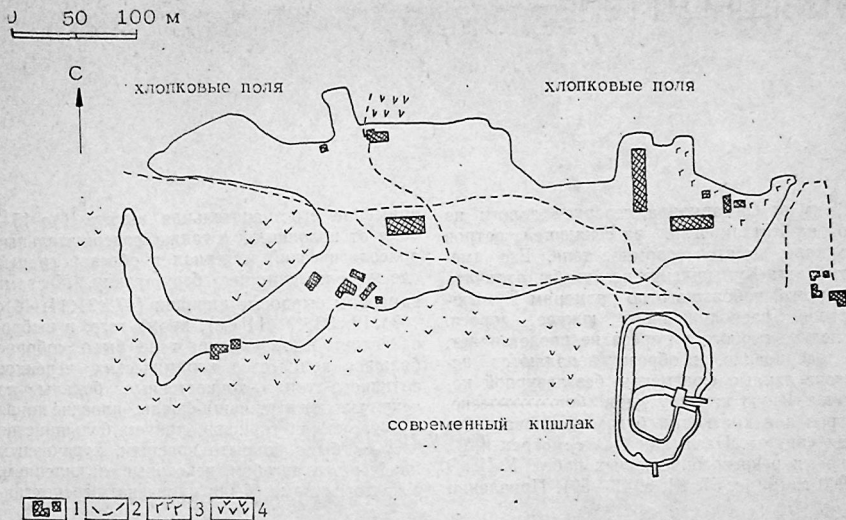 0 50 100 м
С
хлопковые поля
хлопковые поля
современный кишлак
1 2 3 4